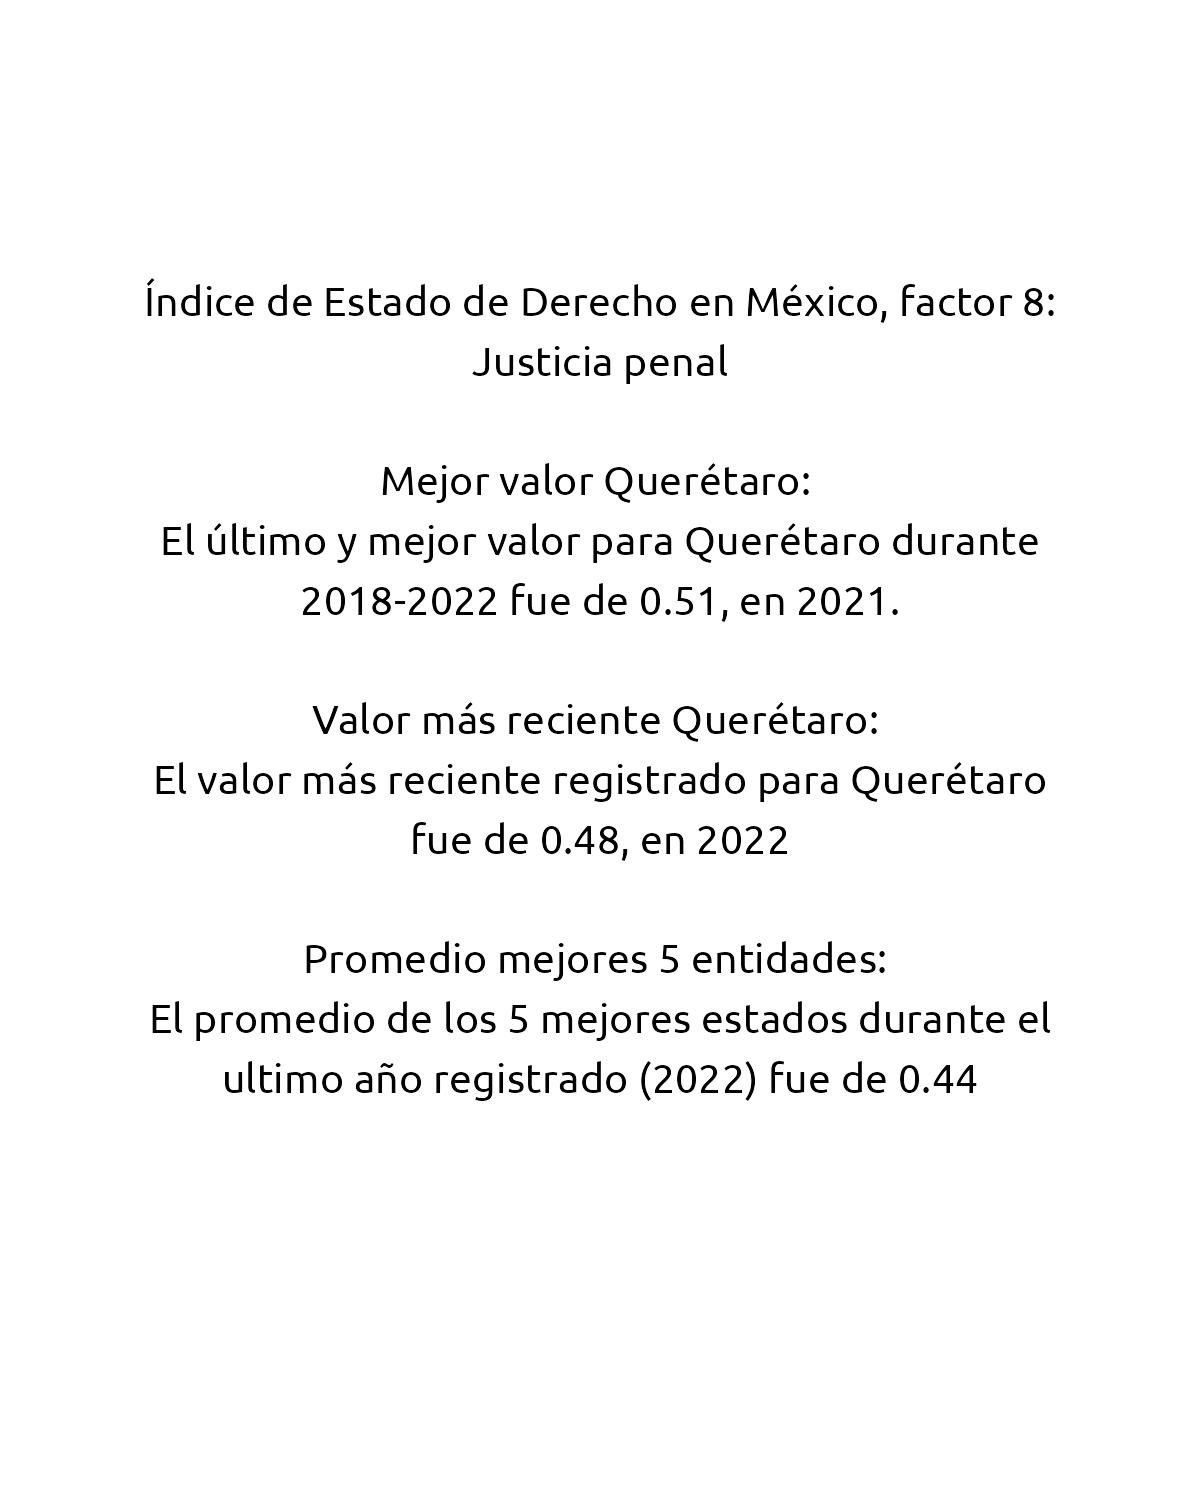 Índice de Estado de Derecho en México, factor 8:
Justicia penal
Mejor valor Querétaro:
El último y mejor valor para Querétaro durante
2018-2022 fue de 0.51, en 2021.
Valor más reciente Querétaro:
El valor más reciente registrado para Querétaro
fue de 0.48, en 2022
Promedio mejores 5 entidades:
El promedio de los 5 mejores estados durante el
ultimo año registrado (2022) fue de 0.44